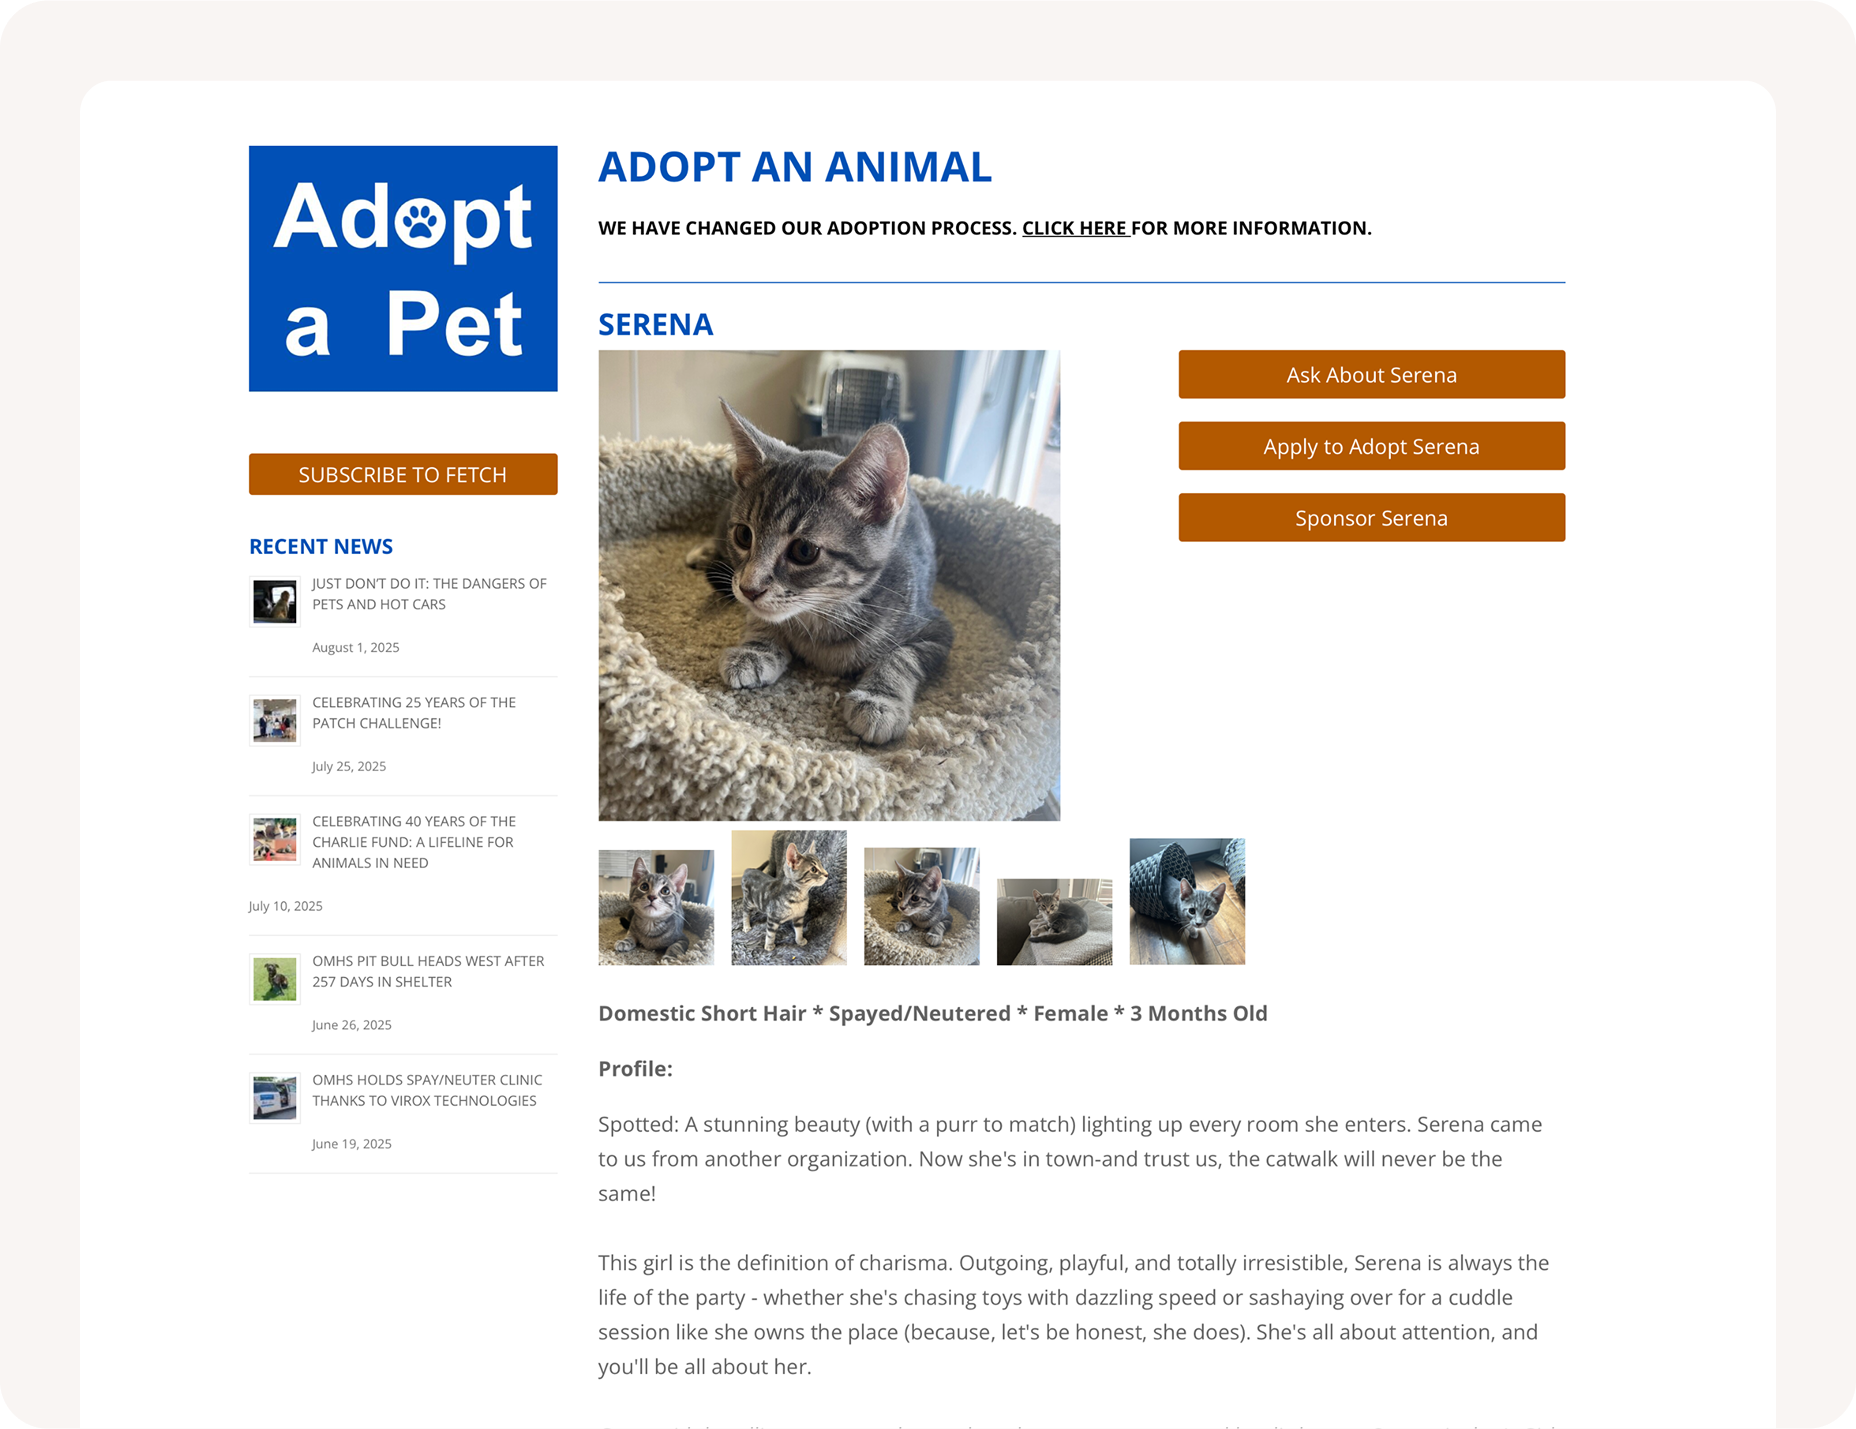 Adopt
a Pet
SUBSCRIBE TO FETCH
RECENT NEWS
JUST DON'T DO IT: THE DANGERS OF
PETS AND HOT CARS
August 1, 2025
CELEBRATING 25 YEARS OF THE
PATCH CHALLENGE!
July 25, 2025
CELEBRATING 40 YEARS OF THE
CHARLIE FUND: A LIFELINE FOR
ANIMALS IN NEED
July 10, 2025
OMHS PIT BULL HEADS WEST AFTER
257 DAYS IN SHELTER
June 26, 2025
OMHS HOLDS SPAY/NEUTER CLINIC
THANKS TO VIROX TECHNOLOGIES
June 19, 2025
ADOPT AN ANIMAL
WE HAVE CHANGED OUR ADOPTION PROCESS. CLICK HERE FOR MORE INFORMATION.
SERENA
Ask About Serena
Apply to Adopt Serena
Sponsor Serena
Domestic Short Hair * Spayed/Neutered * Female * 3 Months Old
Profile:
Spotted: A stunning beauty (with a purr to match) lighting up every room she enters. Serena came
to us from another organization. Now she's in town-and trust us, the catwalk will never be the
same!
This girl is the definition of charisma. Outgoing, playful, and totally irresistible, Serena is always the
life of the party - whether she's chasing toys with dazzling speed or sashaying over for a cuddle
session like she owns the place (because, let's be honest, she does). She's all about attention, and
you'll be all about her.